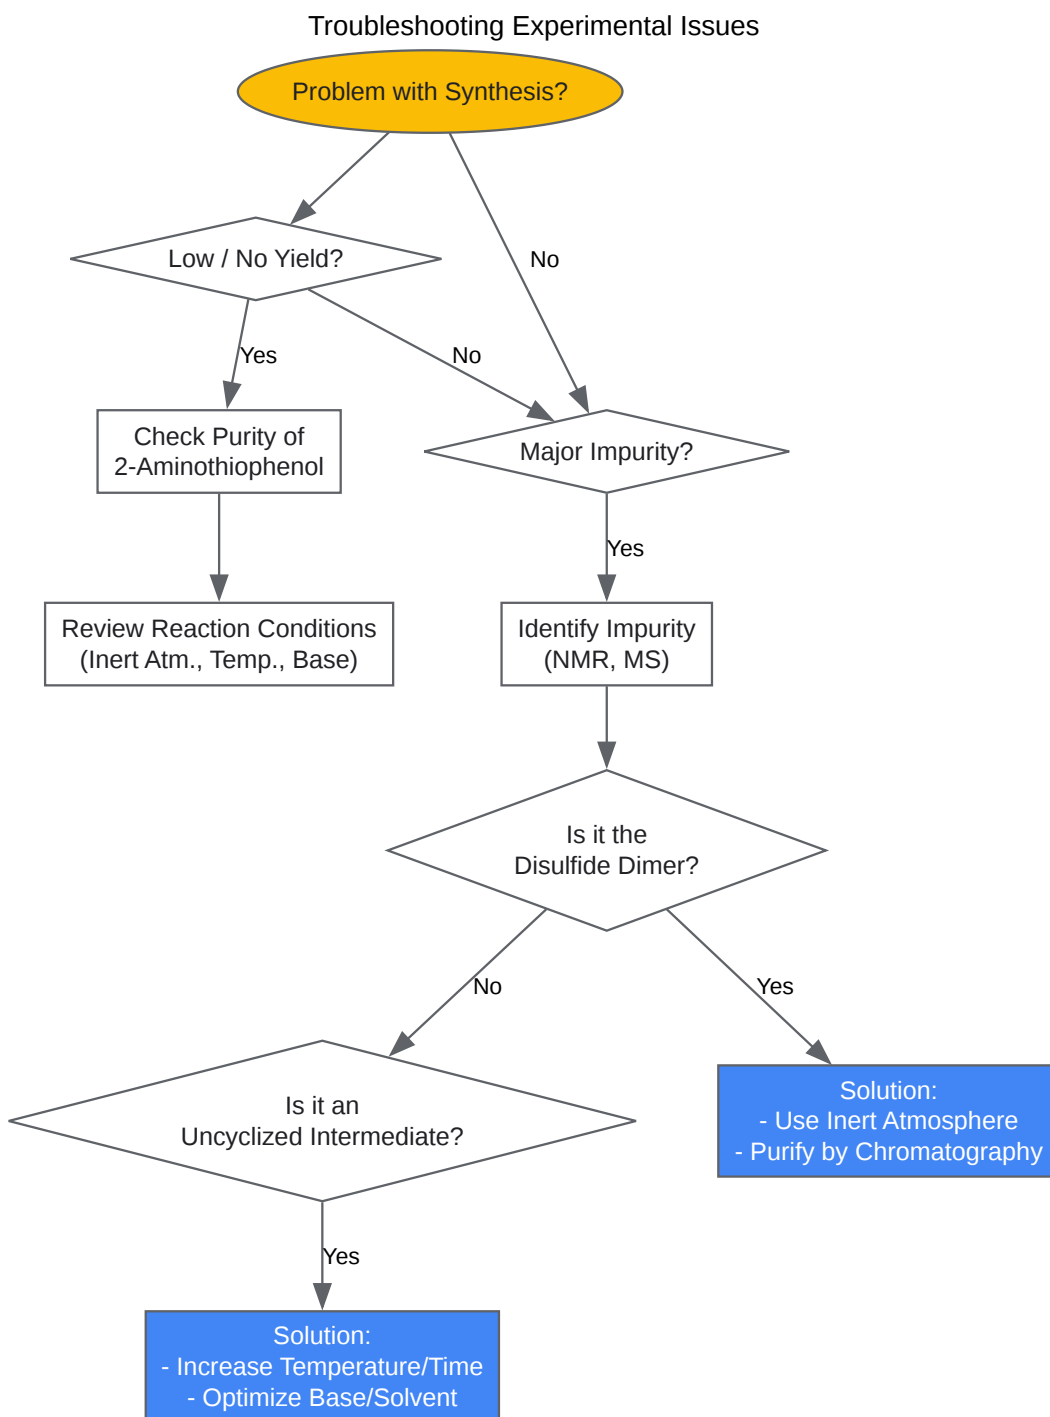 Troubleshooting Experimental Issues
Problem with Synthesis?
Low / No Yield?
No
Yes
No
Check Purity of
2-Aminothiophenol
Major Impurity?
Yes
Review Reaction Conditions
(Inert Atm., Temp., Base)
Identify Impurity
(NMR, MS)
Is it the
Disulfide Dimer?
No
Yes
Is it an
Uncyclized Intermediate?
Solution:
- Use Inert Atmosphere
- Purify by Chromatography
Yes
Solution:
- Increase Temperature/Time
- Optimize Base/Solvent